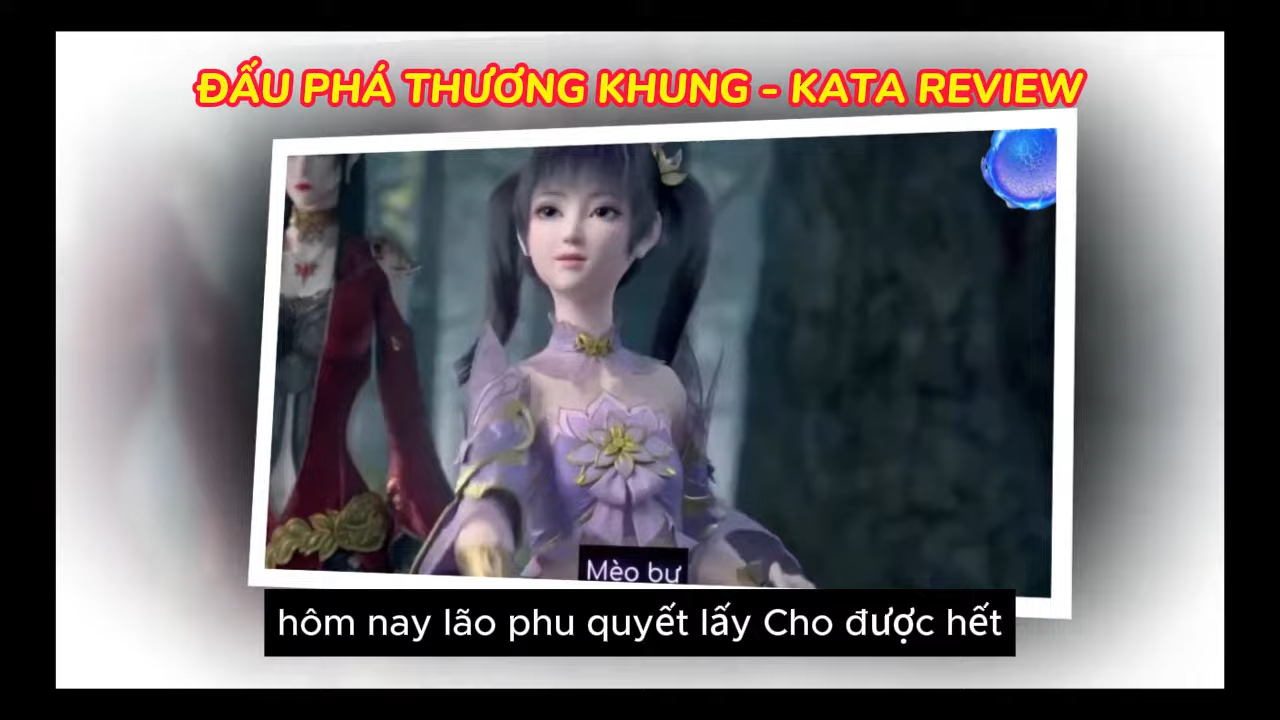 ĐẤU PHÁ THƯƠNG KHUNG - KATA REVIEW
Mèo bự
hôm nay lão phu quyết lấy Cho được hết